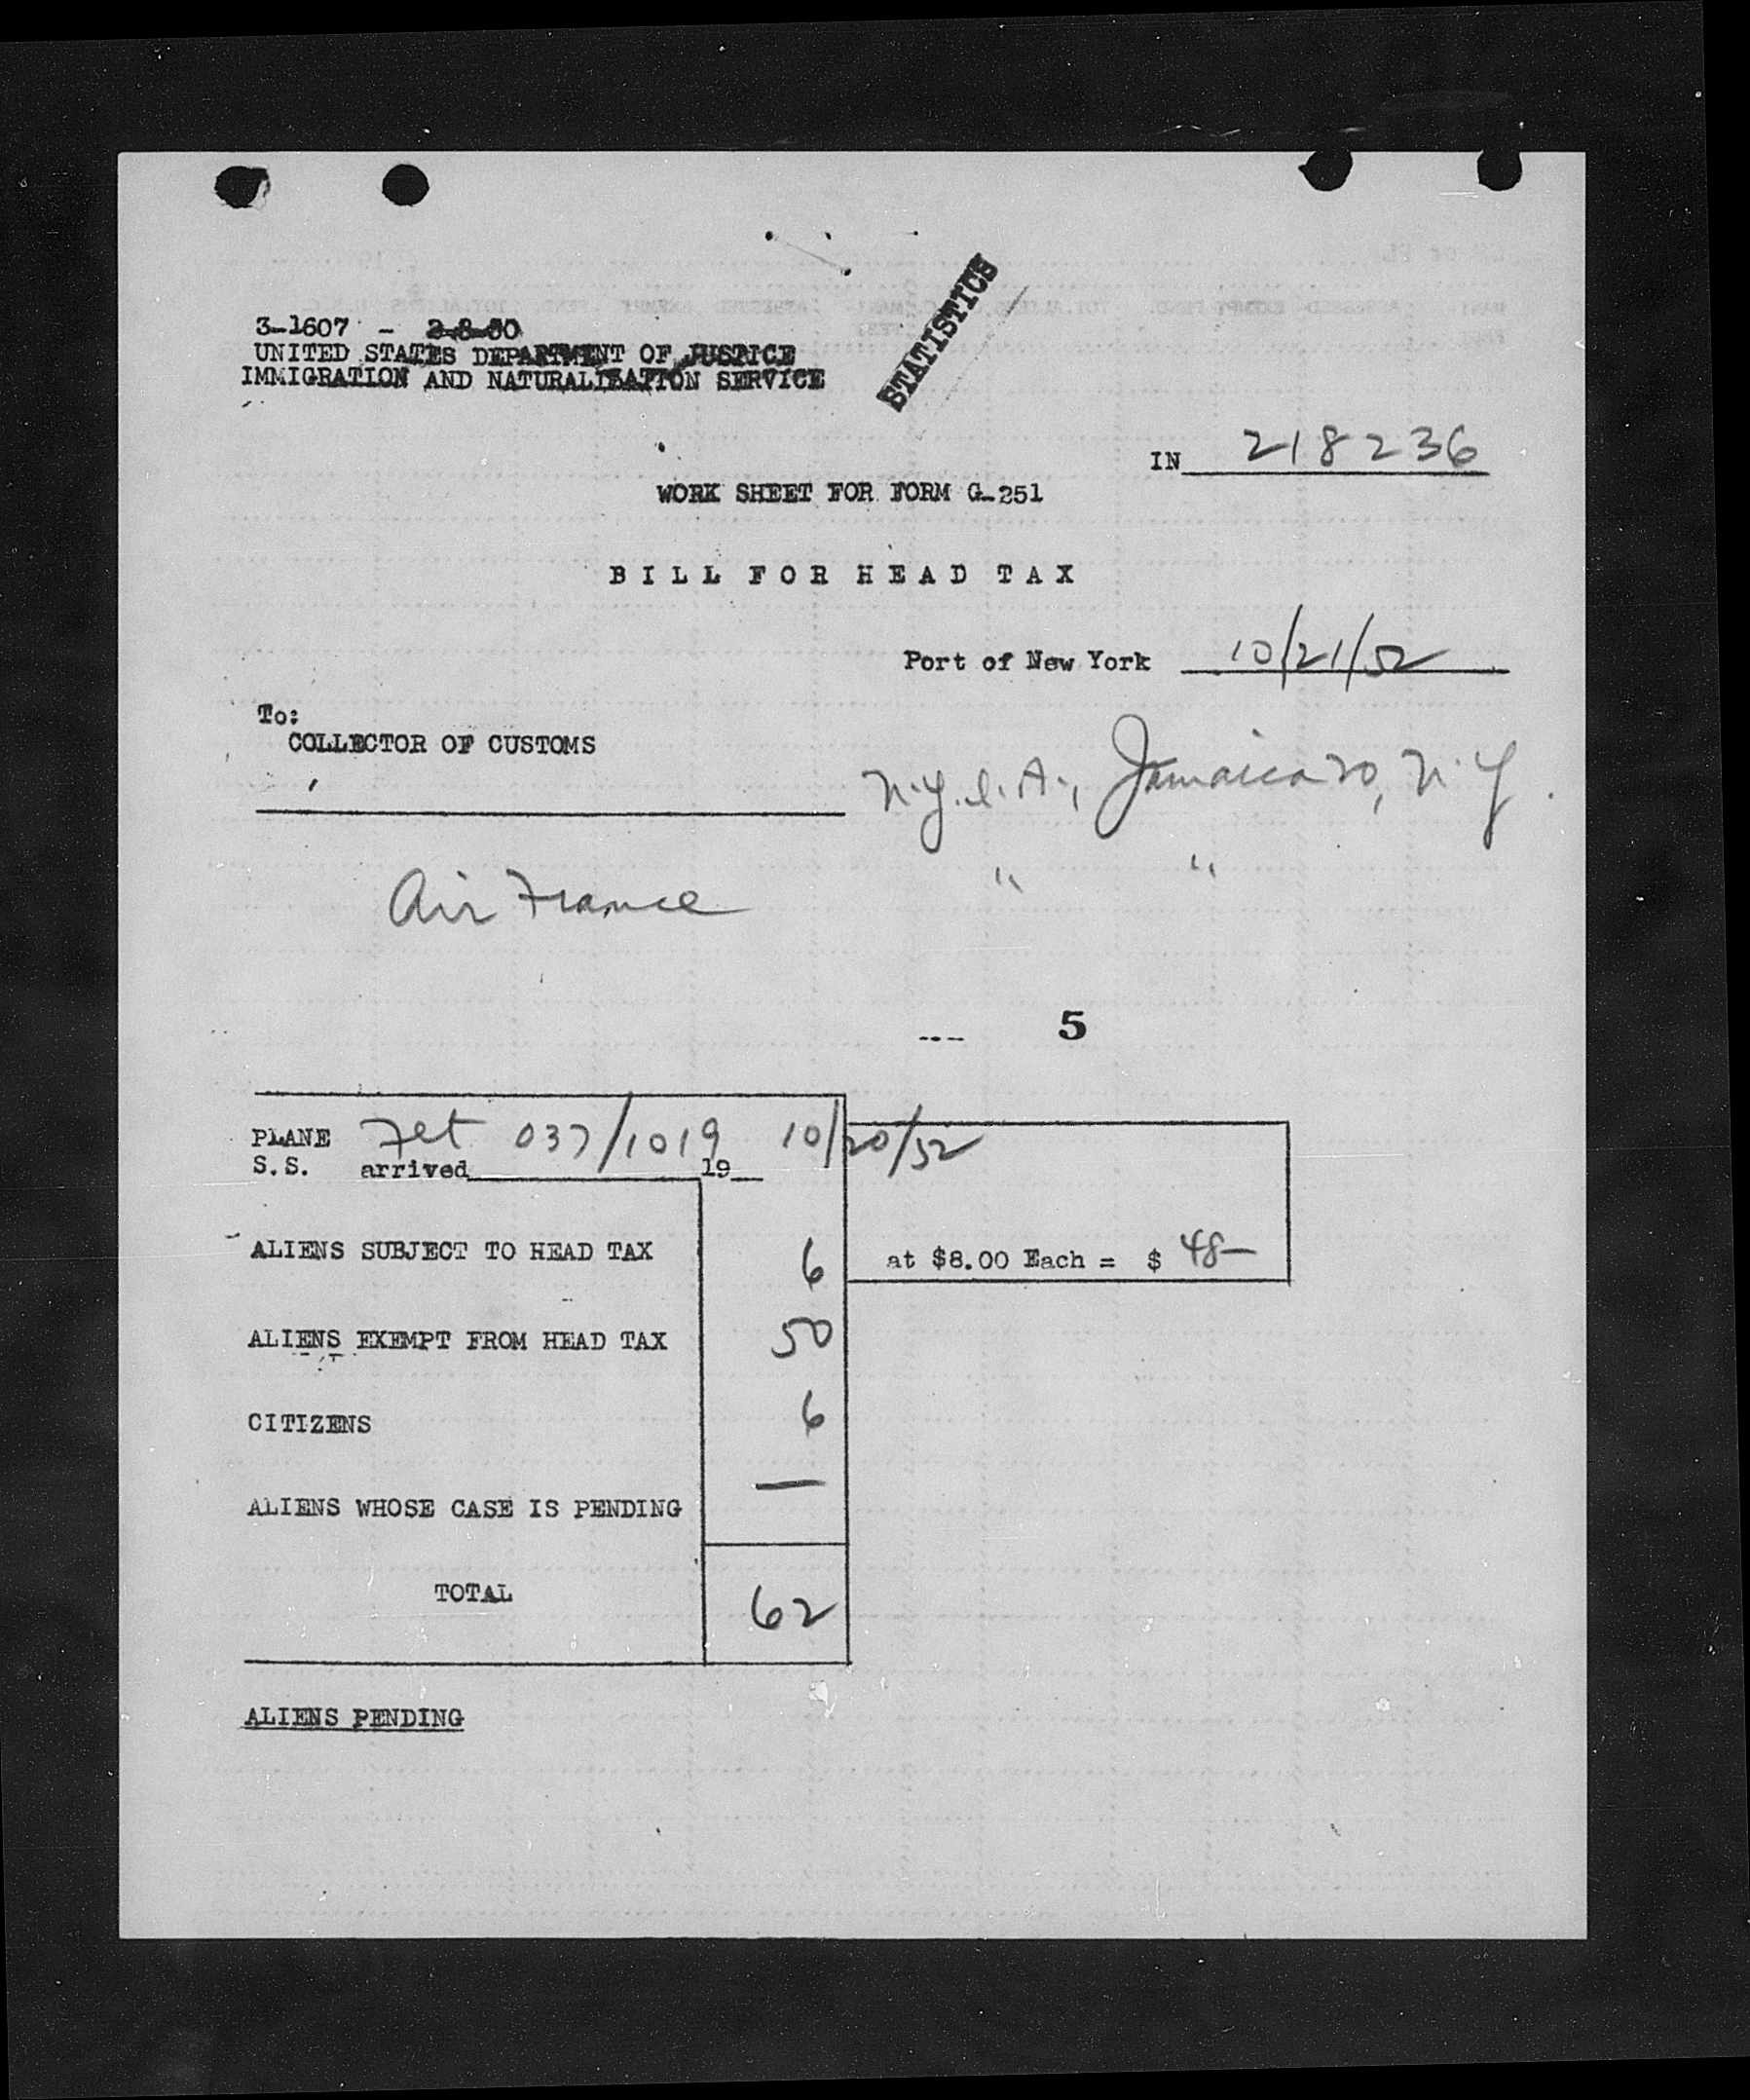 STATISTICS
3-1607 - 2-8-50
UNITED STATES DEPARTMENT OF JUSTICE
IMMIGRATION AND NATURALIZATION SERVICE
IN 218236
WORK SHEET FOR FORM G-251
BILL FOR HEAD TAX
Port of New York 10/21/52
To:
COLLECTOR OF CUSTOMS
N.Y.I.A., Jamaica 30, N.Y.
Air France " "
--- 5
PLANE 037/1019 10/20/52
S.S. arrived 19
ALIENS SUBJECT TO HEAD TAX 6 at $8.00 Each = $ 48-
ALIENS EXEMPT FROM HEAD TAX 50
CITIZENS 6
ALIENS WHOSE CASE IS PENDING —
TOTAL 62
ALIENS PENDING